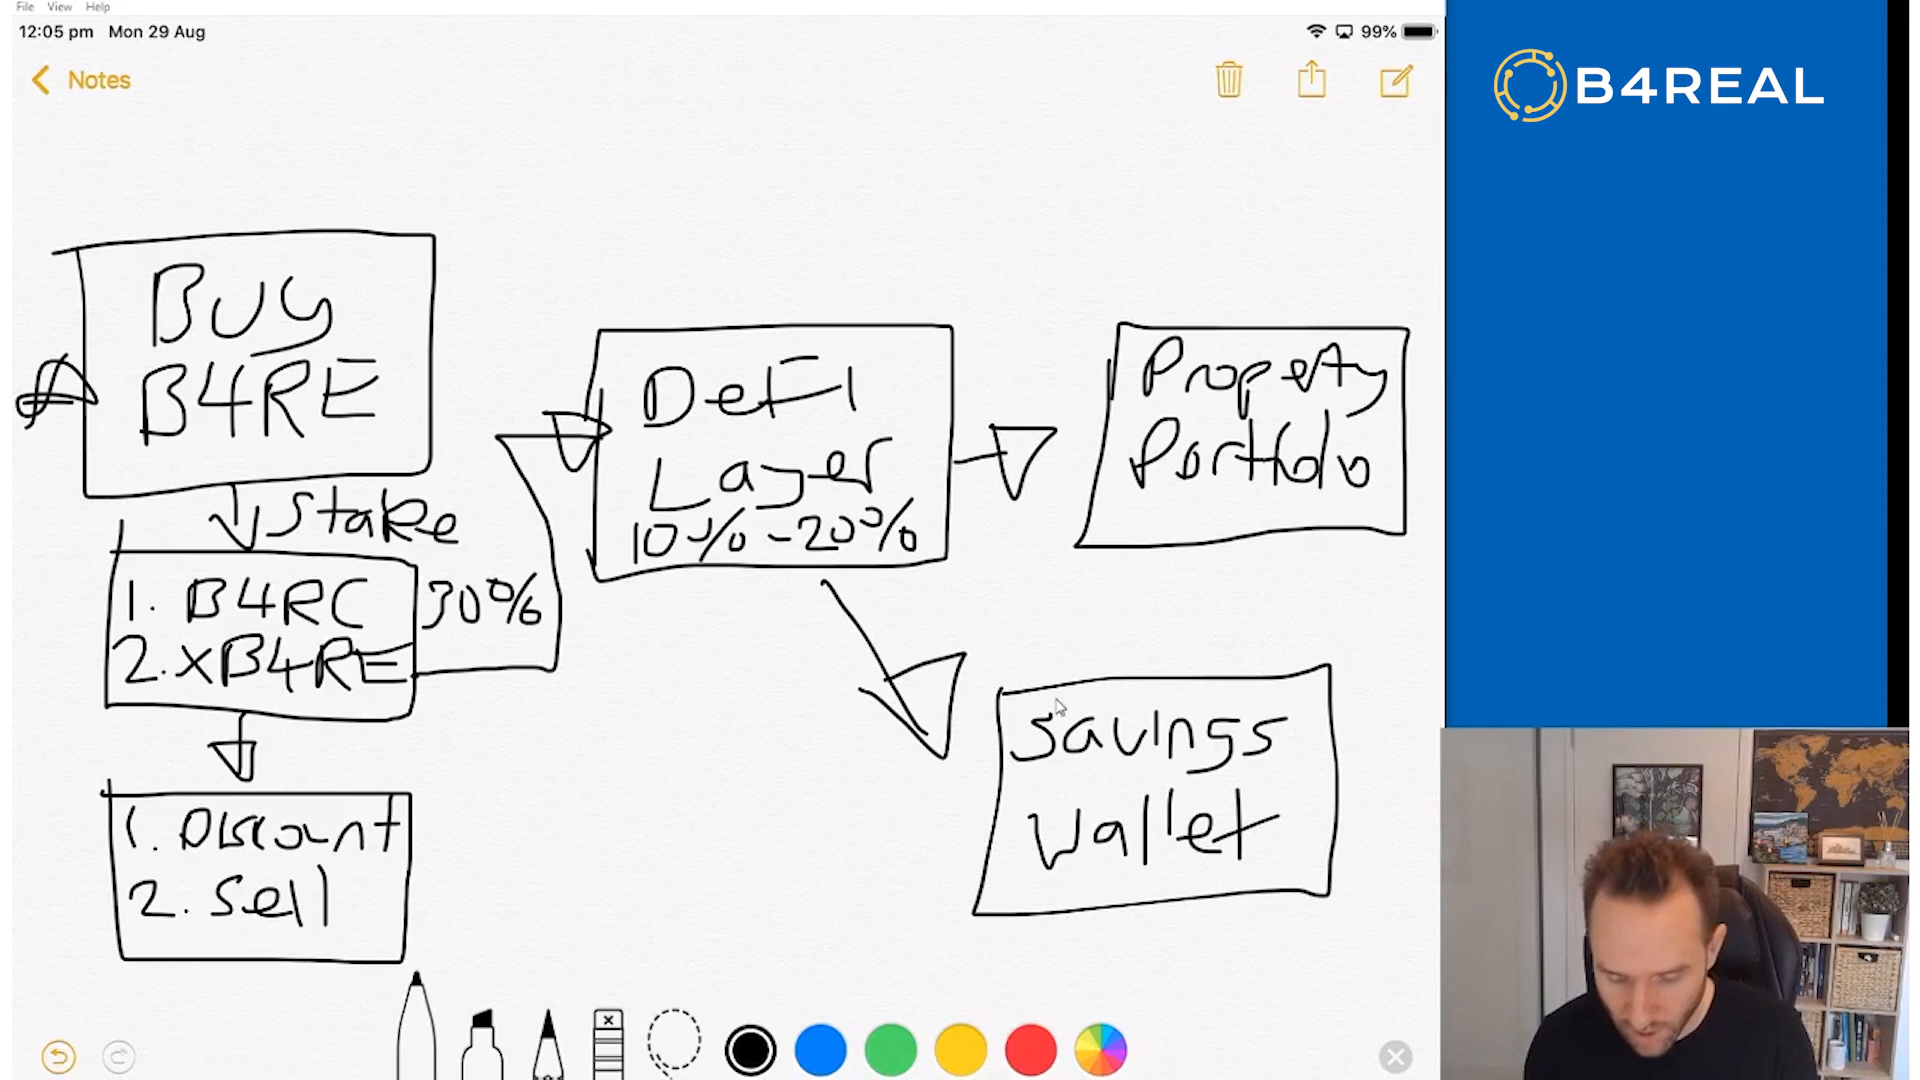 File View Help
12:05 pm Mon 29 Aug
99%
Notes
B4REAL
BUY
B4RE
Stake
1. B4RC
2. XB4RE
30%
1. Discount
2. Sell
DeFI
Layer
10% - 20%
Property
Portfolio
Savings
Wallet